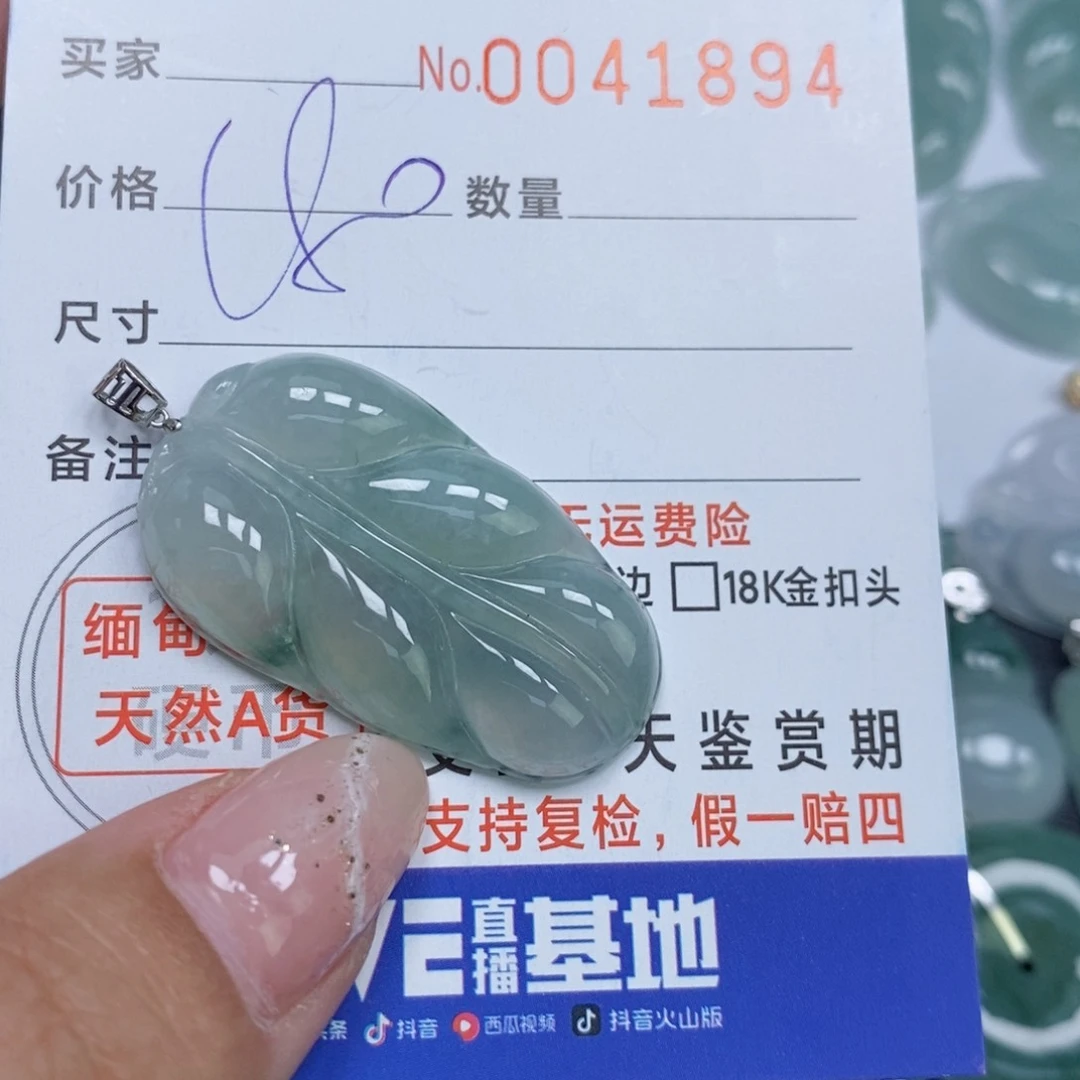 买家 No.0041894
价格 数量
尺寸
备注
运费险
边 □18K金扣头
缅甸
天然A货
天鉴赏期
支持复检，假一赔四
直播基地
抖音 西瓜视频 抖音火山版